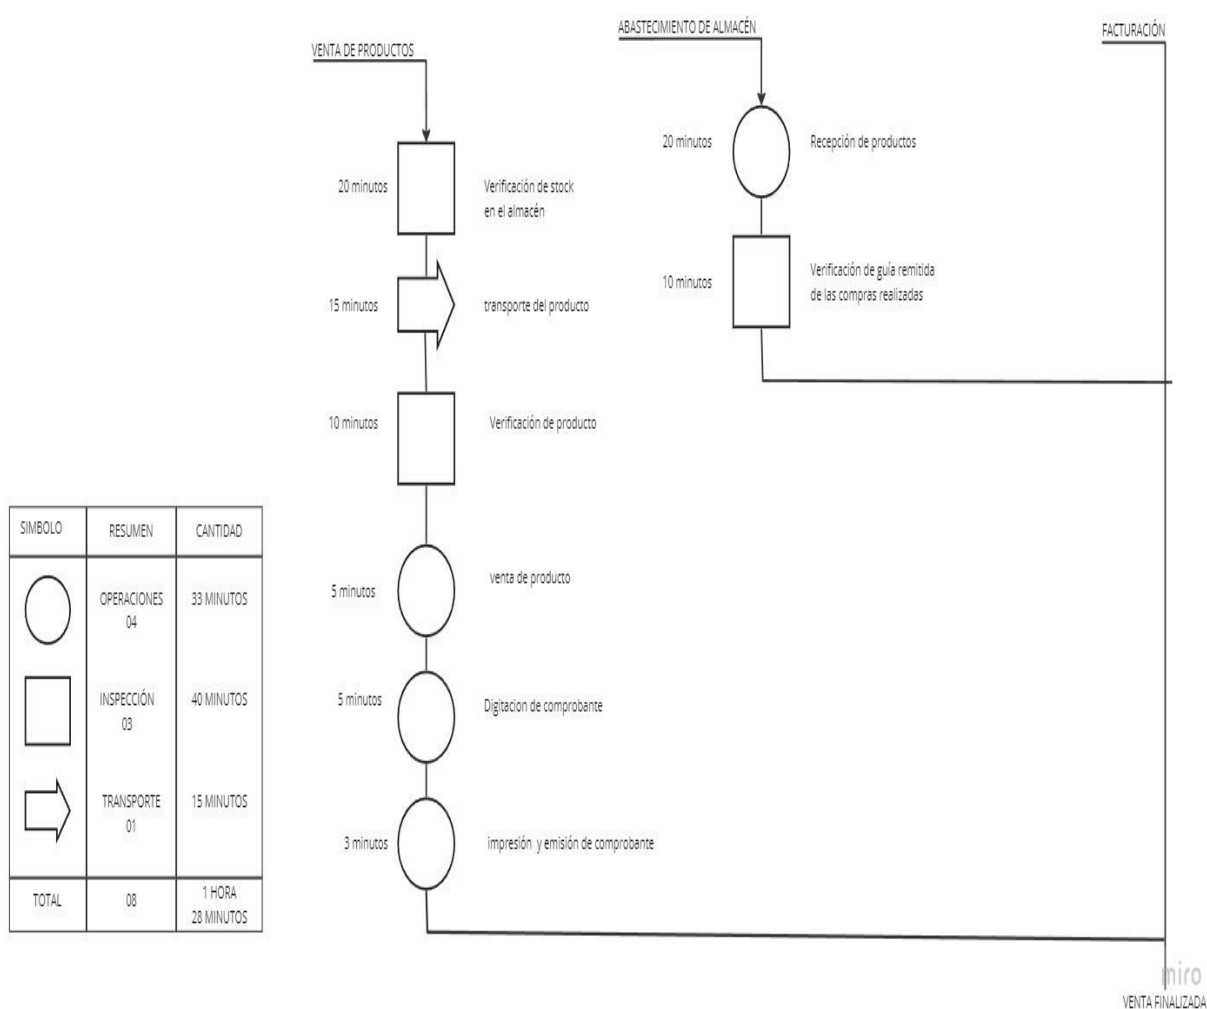 VENTA DE PRODUCTOS
20 minutos
Verificación de stock
en el almacén
15 minutos
transporte del producto
10 minutos
Verificación de producto
5 minutos
venta de producto
5 minutos
Digitacion de comprobante
3 minutos
impresión y emisión de comprobante
ABASTECIMIENTO DE ALMACÉN
20 minutos
Recepción de productos
10 minutos
Verificación de guía remitida
de las compras realizadas
FACTURACIÓN
miro
VENTA FINALIZADA
SIMBOLO RESUMEN CANTIDAD
OPERACIONES 33 MINUTOS
04
INSPECCIÓN 40 MINUTOS
03
TRANSPORTE 15 MINUTOS
01
TOTAL 08 1 HORA
28 MINUTOS